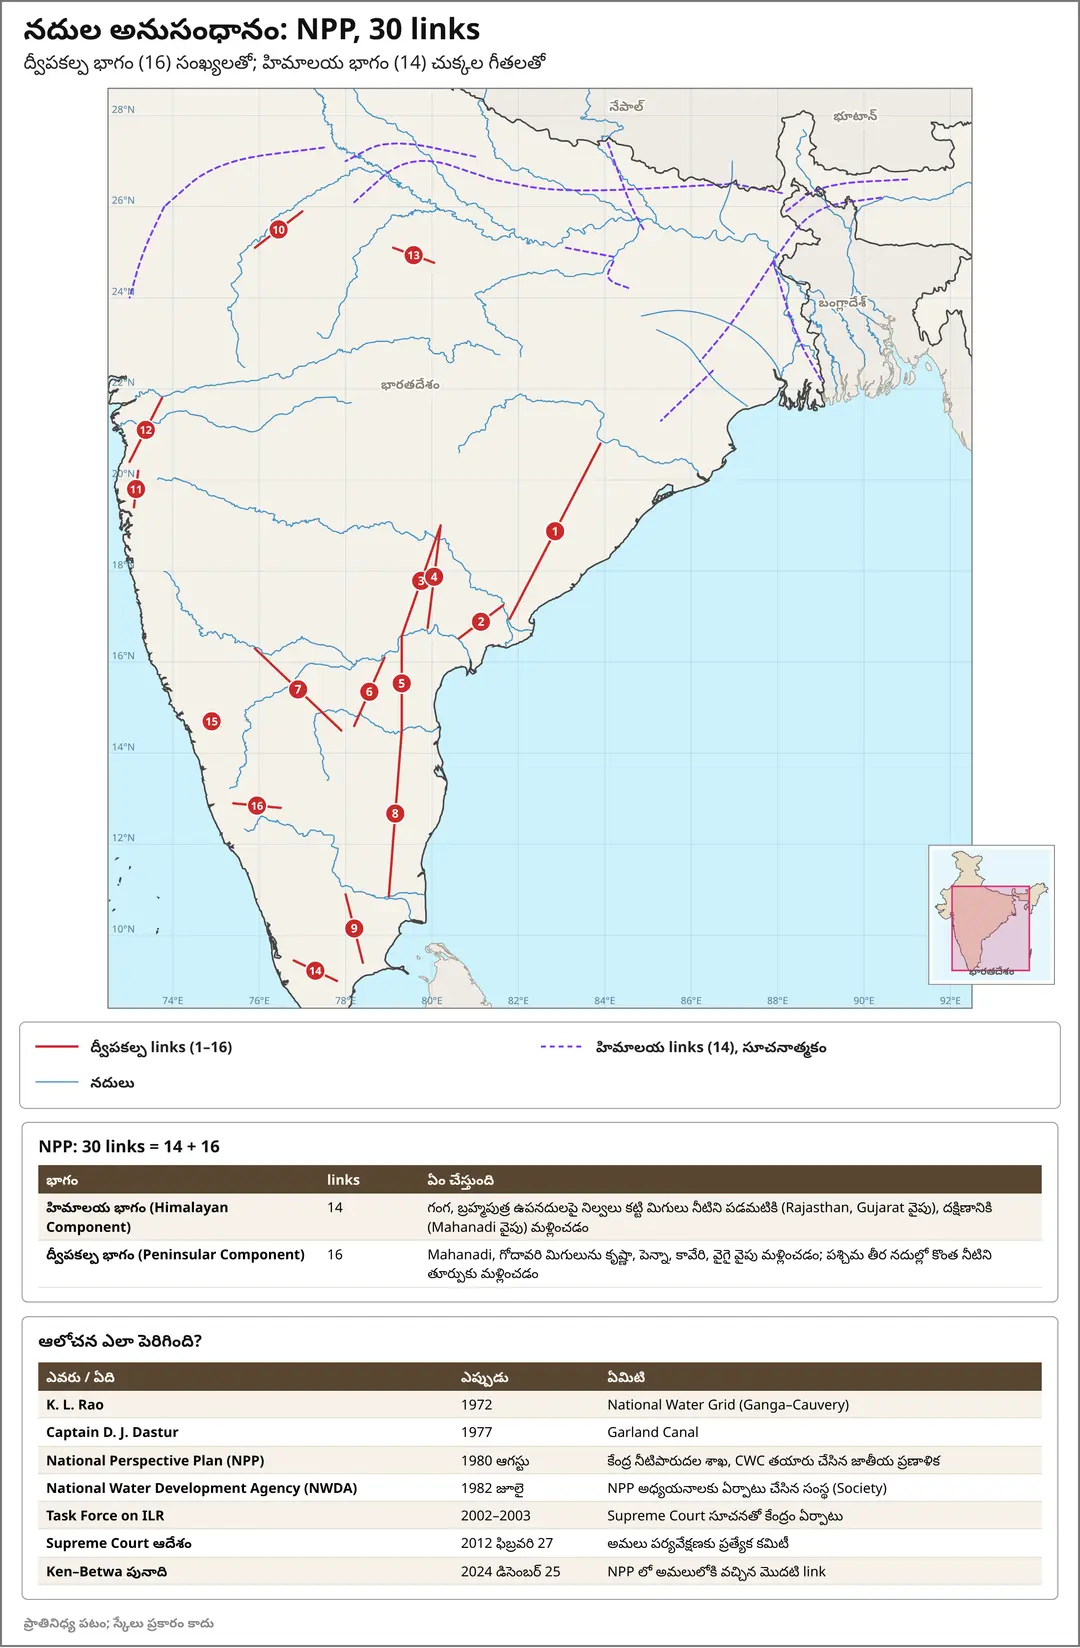 నదుల అనుసంధానం: NPP, 30 links
ద్వీపకల్ప భాగం (16) సంఖ్యలతో; హిమాలయ భాగం (14) చుక్కల గీతలతో
28°N
నేపాల్
భూటాన్
26°N
10
13
24°N
బంగ్లాదేశ్
22°N
భారతదేశం
12
20°N
11
1
18°N
3
4
2
16°N
5
7
6
15
14°N
16
8
12°N
10°N
9
14
74°E
76°E
78°E
80°E
82°E
84°E
86°E
88°E
90°E
92°E
భారతదేశం
ద్వీపకల్ప links (1–16)
హిమాలయ links (14), సూచనాత్మకం
నదులు
NPP: 30 links = 14 + 16
భాగం links ఏం చేస్తుంది
హిమాలయ భాగం (Himalayan Component) 14 గంగ, బ్రహ్మపుత్ర ఉపనదులపై నిల్వలు కట్టి మిగులు నీటిని పడమటికి (Rajasthan, Gujarat వైపు), దక్షిణానికి
(Mahanadi వైపు) మళ్లించడం
ద్వీపకల్ప భాగం (Peninsular Component) 16 Mahanadi, గోదావరి మిగులును కృష్ణా, పెన్నా, కావేరి, వైగై వైపు మళ్లించడం; పశ్చిమ తీర నదుల్లో కొంత నీటిని
తూర్పుకు మళ్లించడం
ఆలోచన ఎలా పెరిగింది?
ఎవరు / ఏది ఎప్పుడు ఏమిటి
K. L. Rao 1972 National Water Grid (Ganga–Cauvery)
Captain D. J. Dastur 1977 Garland Canal
National Perspective Plan (NPP) 1980 ఆగస్టు కేంద్ర నీటిపారుదల శాఖ, CWC తయారు చేసిన జాతీయ ప్రణాళిక
National Water Development Agency (NWDA) 1982 జూలై NPP అధ్యయనాలకు ఏర్పాటు చేసిన సంస్థ (Society)
Task Force on ILR 2002–2003 Supreme Court సూచనతో కేంద్రం ఏర్పాటు
Supreme Court ఆదేశం 2012 ఫిబ్రవరి 27 అమలు పర్యవేక్షణకు ప్రత్యేక కమిటీ
Ken–Betwa పునాది 2024 డిసెంబర్ 25 NPP లో అమలులోకి వచ్చిన మొదటి link
ప్రాతినిధ్య పటం; స్కేలు ప్రకారం కాదు